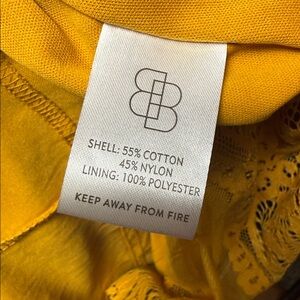 SHELL: 55% COTTON
45% NYLON
LINING: 100% POLYESTER
KEEP AWAY FROM FIRE